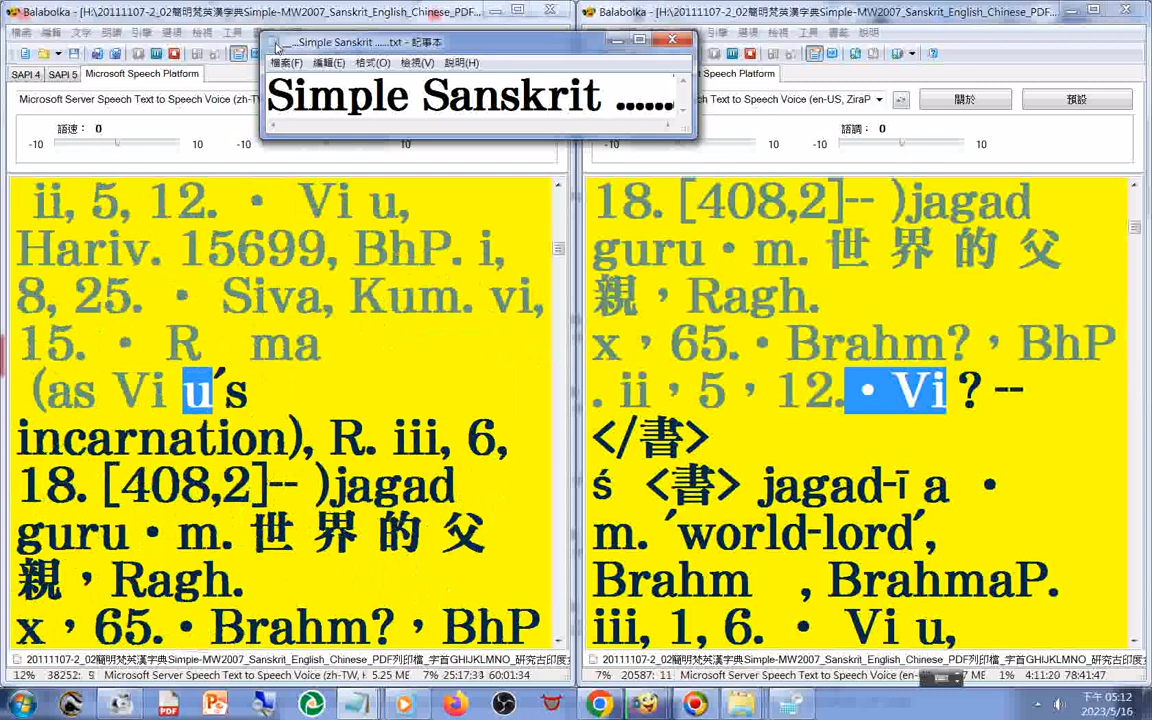 Balabolka - [H:\20111107-2_02簡明梵英漢字典Simple-MW2007_Sanskrit_English_Chinese_PDF...
Balabolka - [H:\20111107-2_02簡明梵英漢字典Simple-MW2007_Sanskrit_English_Chinese_PDF...
檔案 編輯 文字 朗讀
...Simple Sanskrit ......txt - 記事本
檔案(F) 編輯(E) 格式(O) 檢視(V) 說明(H)
Simple Sanskrit ......
SAPI 4 SAPI 5 Microsoft Speech Platform
Speech Platform
Microsoft Server Speech Text to Speech Voice (zh-TW
Microsoft Server Speech Text to Speech Voice (en-US, ZiraP
關於
預設
語速： 0
語調： 0
-10 10 10
-10 10 -10 10
ii, 5, 12. • Vi u,
Hariv. 15699, BhP. i,
8, 25. • Siva, Kum. vi,
15. • R ma
(as Vi u´s
incarnation), R. iii, 6,
18. [408,2]-- )jagad
guru•m. 世 界 的 父
親，Ragh.
x，65.•Brahm?，BhP
18. [408,2]-- )jagad
guru•m. 世 界 的 父
親，Ragh.
x，65.•Brahm?，BhP
. ii，5，12.•Vi ? --
</書>
ś <書> jagad-ī a •
m. ´world-lord´,
Brahm , BrahmaP.
iii, 1, 6. • Vi u,
20111107-2_02簡明梵英漢字典Simple-MW2007_Sanskrit_English_Chinese_PDF列印檔_字首GHIJKLMNO_研究古印度
20111107-2_02簡明梵英漢字典Simple-MW2007_Sanskrit_English_Chinese_PDF列印檔_字首GHIJKLMNO_研究古印度
12% 38252: Microsoft Server Speech Text to Speech Voice (zh-TW, 5.25 ME 7% 25:17:33 60:01:34
20587: 11 Microsoft Server Speech Text to Speech Voice 1% 4:11:20 78:41:47
下午 05:12
2023/5/16